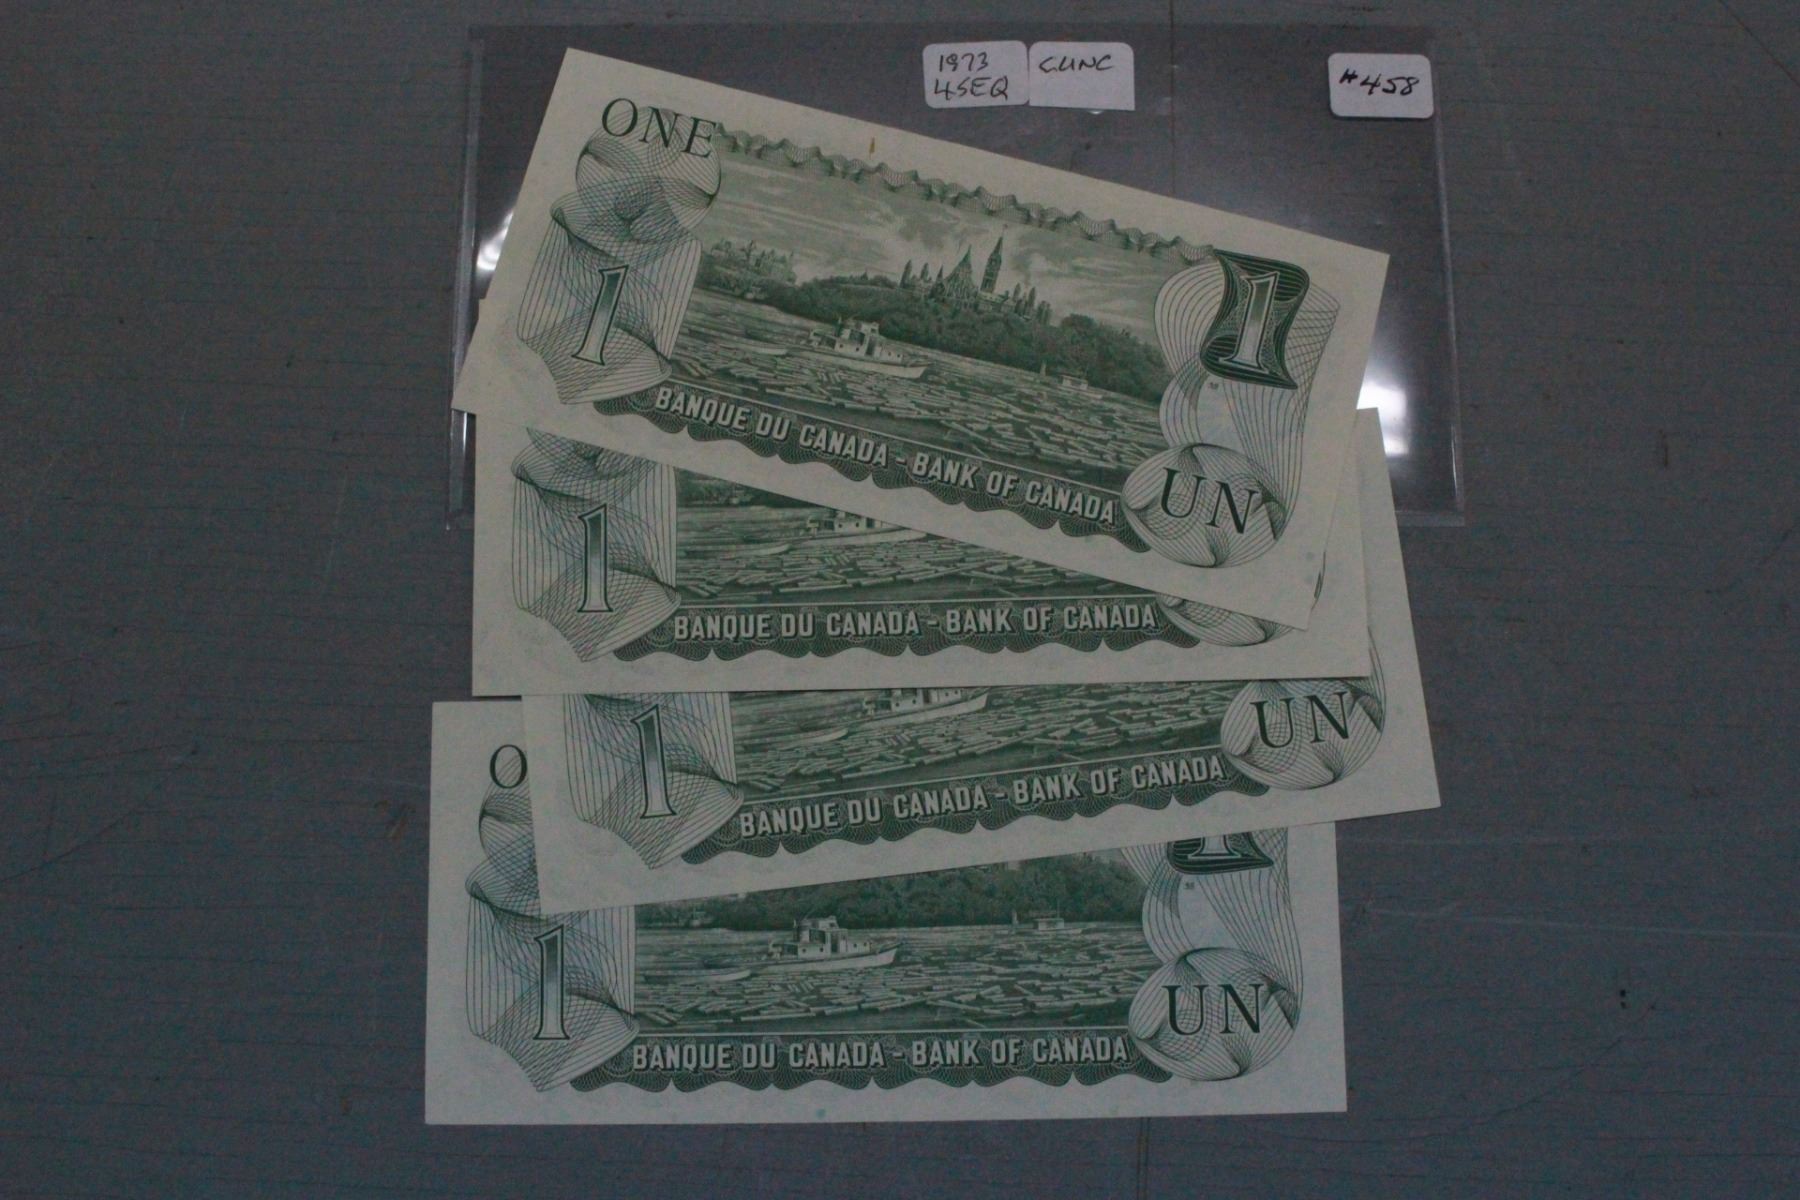 1973
4SEQ
C.UNC
#458
ONE
1
1
BANQUE DU CANADA - BANK OF CANADA
UN
1
BANQUE DU CANADA - BANK OF CANADA
1
BANQUE DU CANADA - BANK OF CANADA
UN
O
1
1
BANQUE DU CANADA - BANK OF CANADA
UN